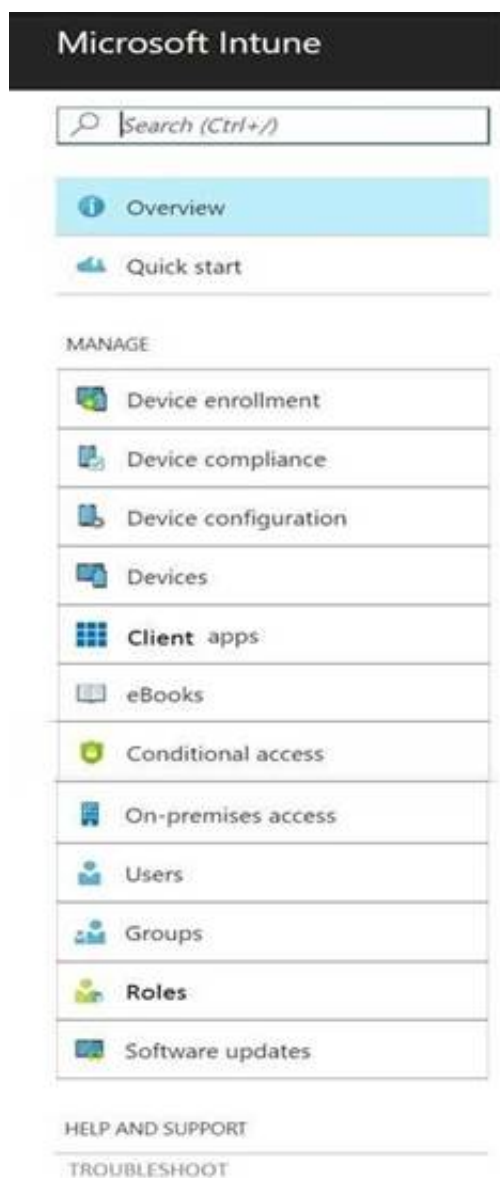 Microsoft Intune
Search (Ctrl+/)
Overview
Quick start
MANAGE
Device enrollment
Device compliance
Device configuration
Devices
Client apps
eBooks
Conditional access
On-premises access
Users
Groups
Roles
Software updates
HELP AND SUPPORT
TROUBLESHOOT